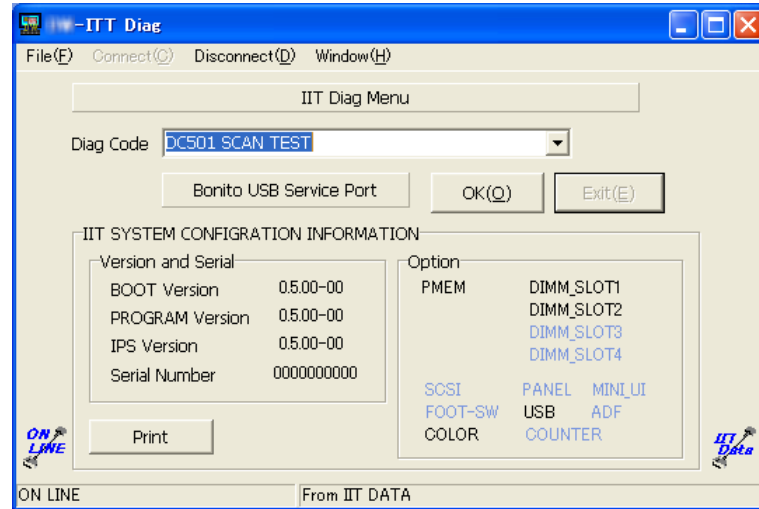 -ITT Diag
File(F) Connect(C) Disconnect(D) Window(H)
IIT Diag Menu
Diag Code DC501 SCAN TEST
Bonito USB Service Port OK(O) Exit(E)
IIT SYSTEM CONFIGRATION INFORMATION
Version and Serial
BOOT Version 0.5.00-00
PROGRAM Version 0.5.00-00
IPS Version 0.5.00-00
Serial Number 0000000000
Print
Option
PMEM DIMM_SLOT1
DIMM_SLOT2
DIMM_SLOT3
DIMM_SLOT4
SCSI PANEL MINI_UI
FOOT-SW USB ADF
COLOR COUNTER
ON LINE
IIT Data
ON LINE From IIT DATA